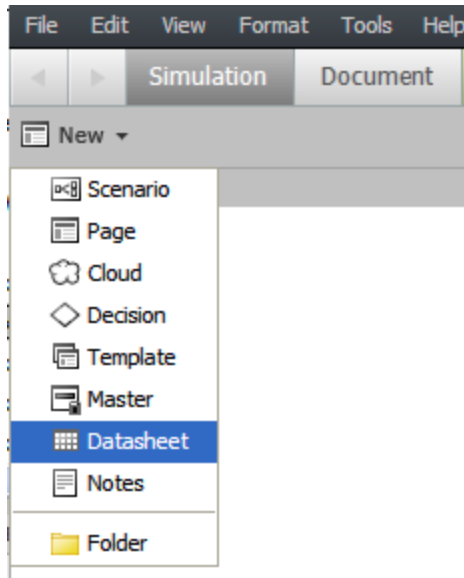 File Edit View Format Tools Help
Simulation Document
New
Scenario
Page
Cloud
Decision
Template
Master
Datasheet
Notes
Folder